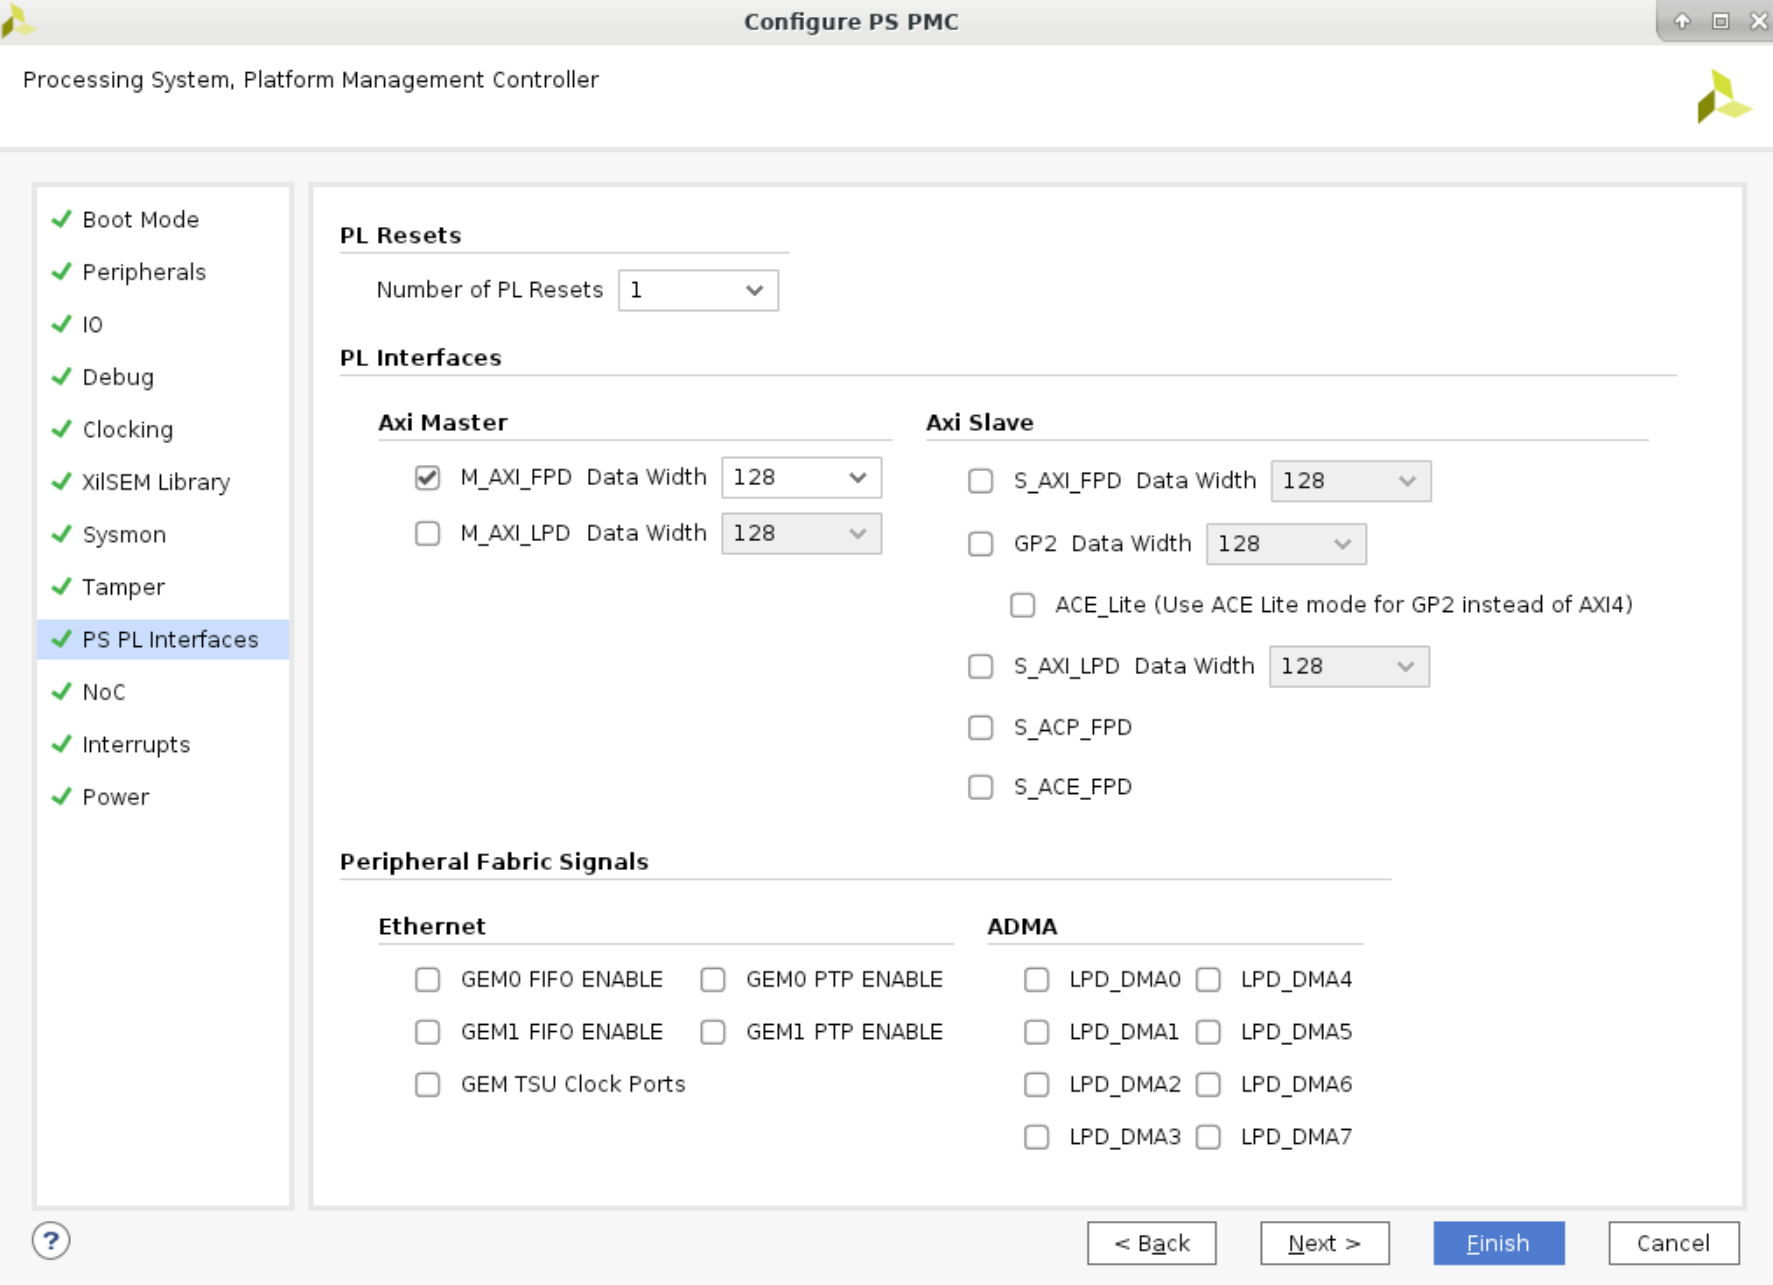 Configure PS PMC
Processing System, Platform Management Controller
Boot Mode
Peripherals
IO
Debug
Clocking
XilSEM Library
Sysmon
Tamper
PS PL Interfaces
NoC
Interrupts
Power
PL Resets
Number of PL Resets 1
PL Interfaces
Axi Master
M_AXI_FPD Data Width 128
M_AXI_LPD Data Width 128
Axi Slave
S_AXI_FPD Data Width 128
GP2 Data Width 128
ACE_Lite (Use ACE Lite mode for GP2 instead of AXI4)
S_AXI_LPD Data Width 128
S_ACP_FPD
S_ACE_FPD
Peripheral Fabric Signals
Ethernet
GEM0 FIFO ENABLE GEM0 PTP ENABLE
GEM1 FIFO ENABLE GEM1 PTP ENABLE
GEM TSU Clock Ports
ADMA
LPD_DMA0 LPD_DMA4
LPD_DMA1 LPD_DMA5
LPD_DMA2 LPD_DMA6
LPD_DMA3 LPD_DMA7
? < Back Next > Finish Cancel